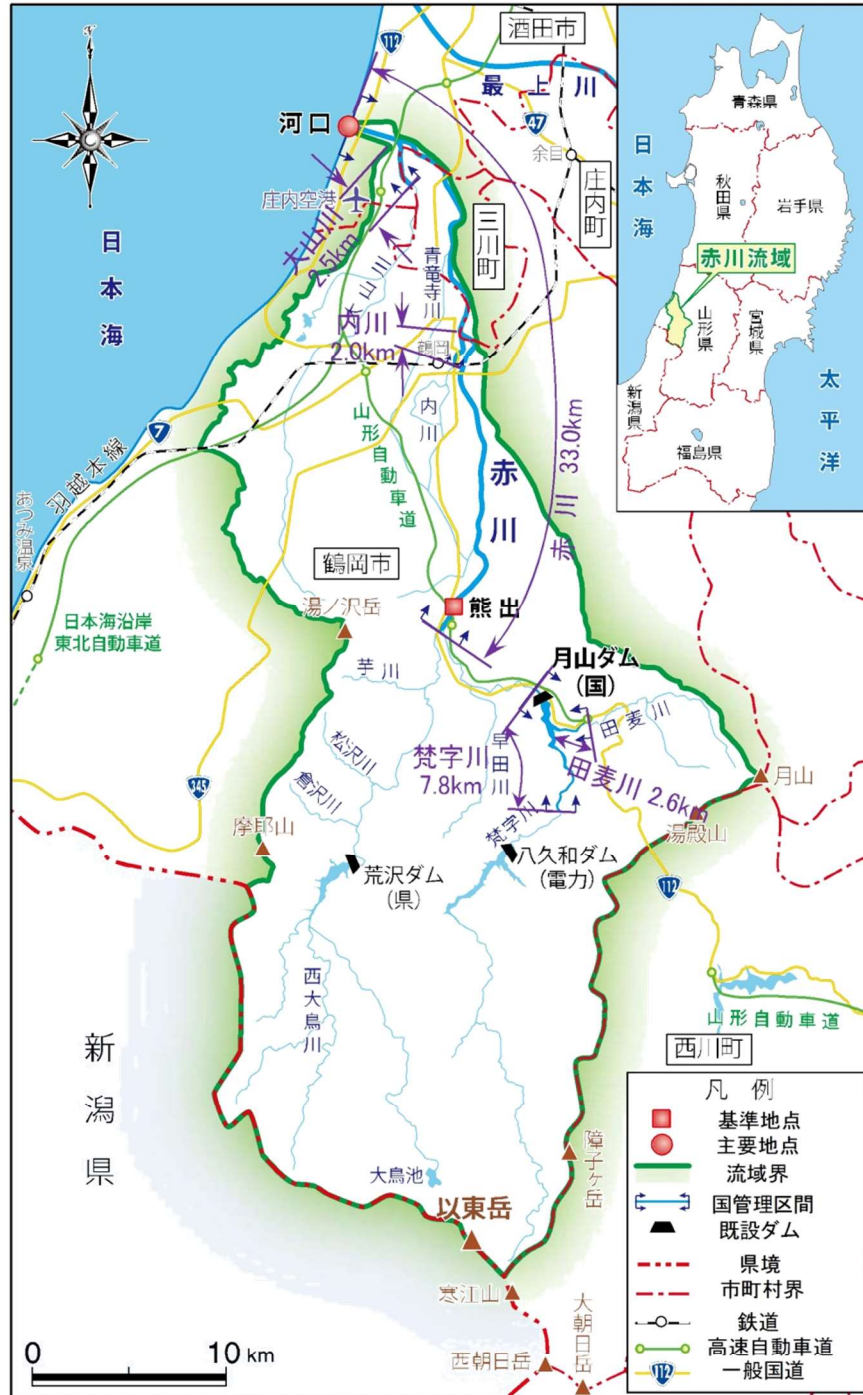 酒田市
112
最上川
河口
47
余目
庄内空港
庄内町
三川町
日本海
大山川
2.5km
大山川
青竜寺川
内川
2.0km
鶴岡
内川
山形自動車道
赤川
赤川 33.0km
7
羽越本線
あつみ温泉
鶴岡市
熊出
湯ノ沢岳
日本海沿岸
東北自動車道
月山ダム
(国)
芋川
田麦川
松沢川
早田川
梵字川
7.8km
田麦川 2.6km
倉沢川
345
月山
湯殿山
摩耶山
梵字川
荒沢ダム
(県)
八久和ダム
(電力)
112
西大鳥川
山形自動車道
西川町
新潟県
障子ヶ岳
大鳥池
以東岳
寒江山
大朝日岳
西朝日岳
0 10 km
青森県
日本海
秋田県
岩手県
赤川流域
山形県
宮城県
太平洋
新潟県
福島県
凡例
基準地点
主要地点
流域界
国管理区間
既設ダム
県境
市町村界
鉄道
高速自動車道
112
一般国道